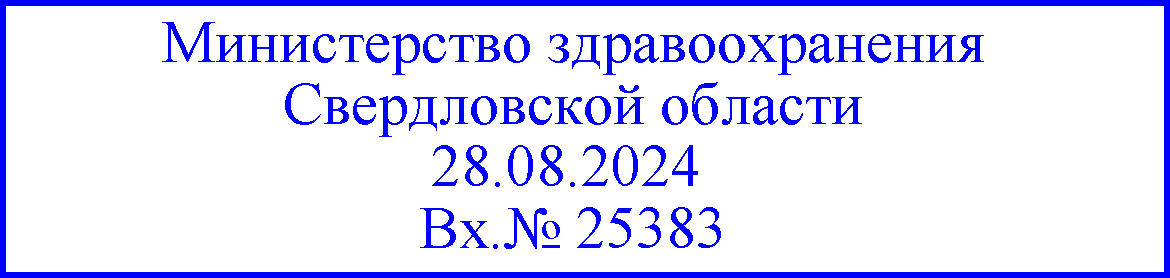 Министерство здравоохранения
Свердловской области
28.08.2024
Вх.№ 25383